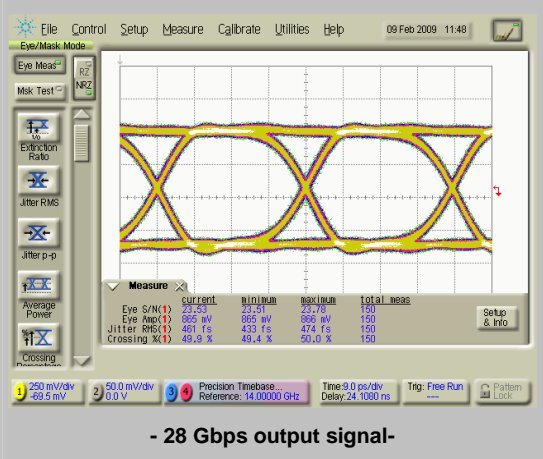 File Control Setup Measure Calibrate Utilities Help 09 Feb 2009 11:48
Eye/Mask Mode
Eye Meas
RZ
NRZ
Msk Test
Extinction
Ratio
Jitter RMS
Jitter p-p
Average
Power
Crossing
Percentage
Measure
current minimum maximum total meas
Eye S/N(1) 23.53 23.51 23.78 150
Eye Amp(1) 865 mV 865 mV 866 mV 150
Jitter RMS(1) 461 fs 433 fs 474 fs 150
Crossing %(1) 49.9 % 49.4 % 50.0 % 150
Setup
& Info
1) 250 mV/div
-69.5 mV
2) 50.0 mV/div
0.0 V
3) 4)
Precision Timebase...
Reference: 14.00000 GHz
Time:9.0 ps/div
Delay:24.1080 ns
Trig: Free Run
---
Pattern
Lock
- 28 Gbps output signal-